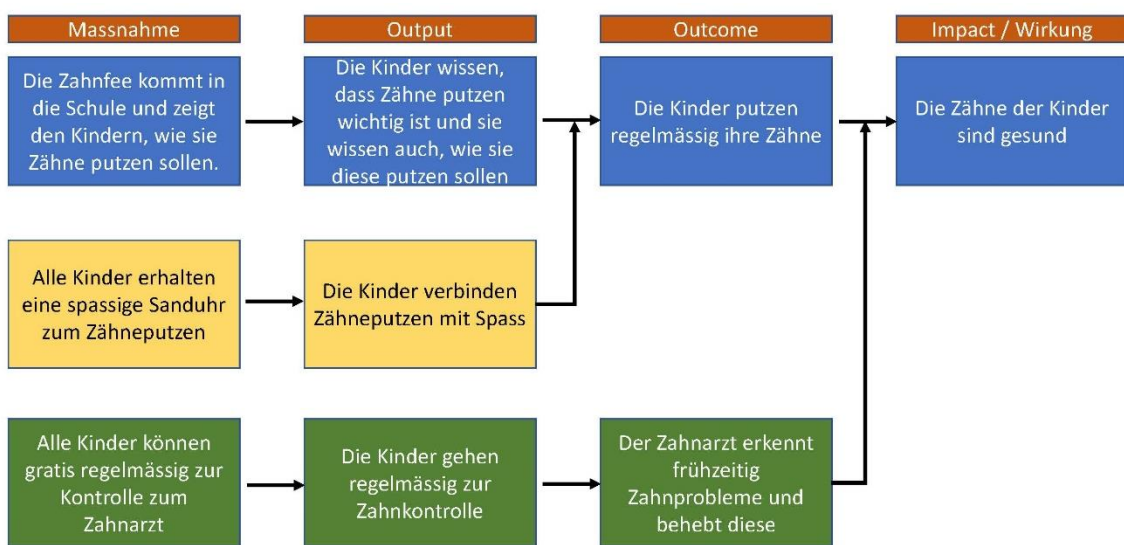 Massnahme
Output
Outcome
Impact / Wirkung
Die Zahnfee kommt in
die Schule und zeigt
den Kindern, wie sie
Zähne putzen sollen.
Die Kinder wissen,
dass Zähne putzen
wichtig ist und sie
wissen auch, wie sie
diese putzen sollen
Die Kinder putzen
regelmässig ihre Zähne
Die Zähne der Kinder
sind gesund
Alle Kinder erhalten
eine spassige Sanduhr
zum Zähneputzen
Die Kinder verbinden
Zähneputzen mit Spass
Alle Kinder können
gratis regelmässig zur
Kontrolle zum
Zahnarzt
Die Kinder gehen
regelmässig zur
Zahnkontrolle
Der Zahnarzt erkennt
frühzeitig
Zahnprobleme und
behebt diese